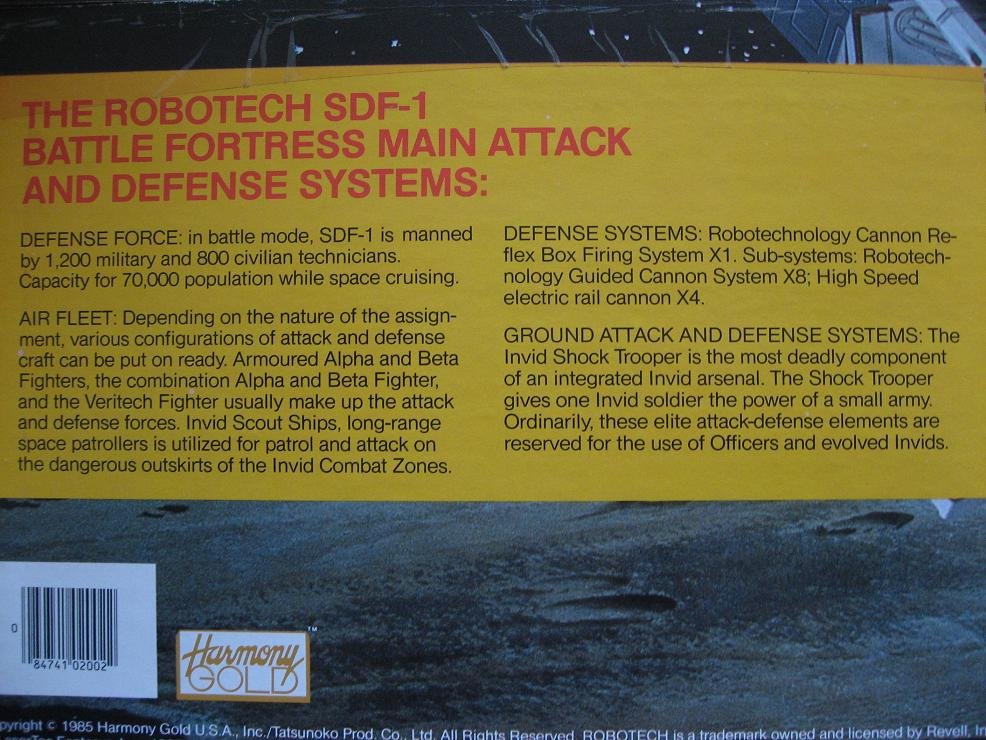 THE ROBOTECH SDF-1
BATTLE FORTRESS MAIN ATTACK
AND DEFENSE SYSTEMS:
DEFENSE FORCE: in battle mode, SDF-1 is manned
by 1,200 military and 800 civilian technicians.
Capacity for 70,000 population while space cruising.
AIR FLEET: Depending on the nature of the assign-
ment, various configurations of attack and defense
craft can be put on ready. Armoured Alpha and Beta
Fighters, the combination Alpha and Beta Fighter,
and the Veritech Fighter usually make up the attack
and defense forces. Invid Scout Ships, long-range
space patrollers is utilized for patrol and attack on
the dangerous outskirts of the Invid Combat Zones.
DEFENSE SYSTEMS: Robotechnology Cannon Re-
flex Box Firing System X1. Sub-systems: Robotech-
nology Guided Cannon System X8; High Speed
electric rail cannon X4.
GROUND ATTACK AND DEFENSE SYSTEMS: The
Invid Shock Trooper is the most deadly component
of an integrated Invid arsenal. The Shock Trooper
gives one Invid soldier the power of a small army.
Ordinarily, these elite attack-defense elements are
reserved for the use of Officers and evolved Invids.
0
84741 02002
Harmony ™
GOLD
pyright © 1985 Harmony Gold U.S.A., Inc./Tatsunoko Prod. Co., Ltd. All Rights Reserved. ROBOTECH is a trademark owned and licensed by Revell, In